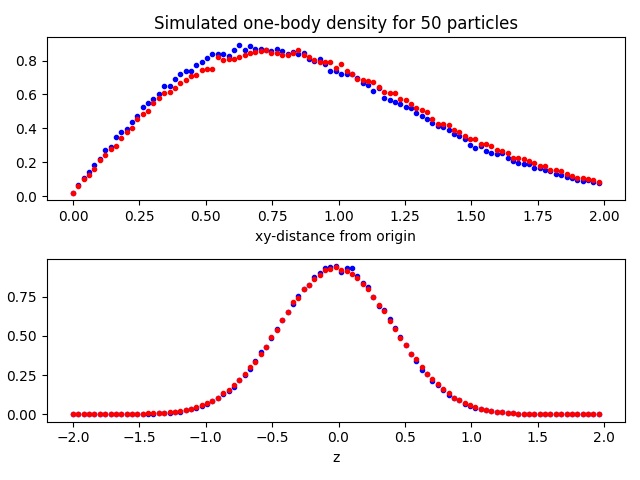 Simulated one-body density for 50 particles
0.8
0.6
0.4
0.2
0.0
0.00 0.25 0.50 0.75 1.00 1.25 1.50 1.75 2.00
xy-distance from origin
0.75
0.50
0.25
0.00
−2.0 −1.5 −1.0 −0.5 0.0 0.5 1.0 1.5 2.0
z